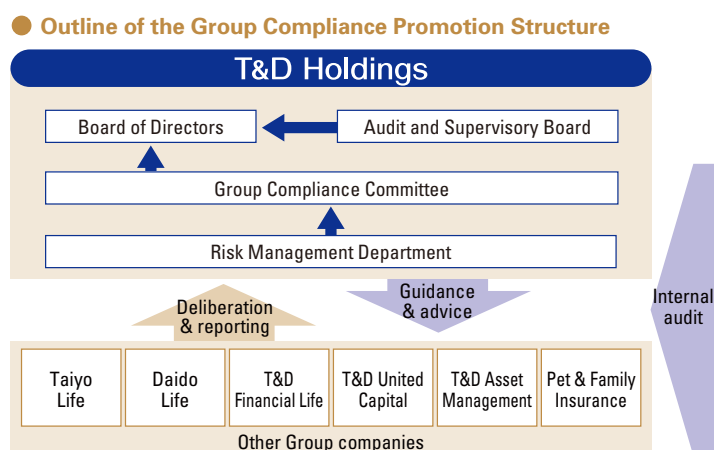 Outline of the Group Compliance Promotion Structure
T&D Holdings
Board of Directors
Audit and Supervisory Board
Group Compliance Committee
Risk Management Department
Deliberation
& reporting
Guidance
& advice
Internal
audit
Taiyo
Life
Daido
Life
T&D
Financial Life
T&D United
Capital
T&D Asset
Management
Pet & Family
Insurance
Other Group companies